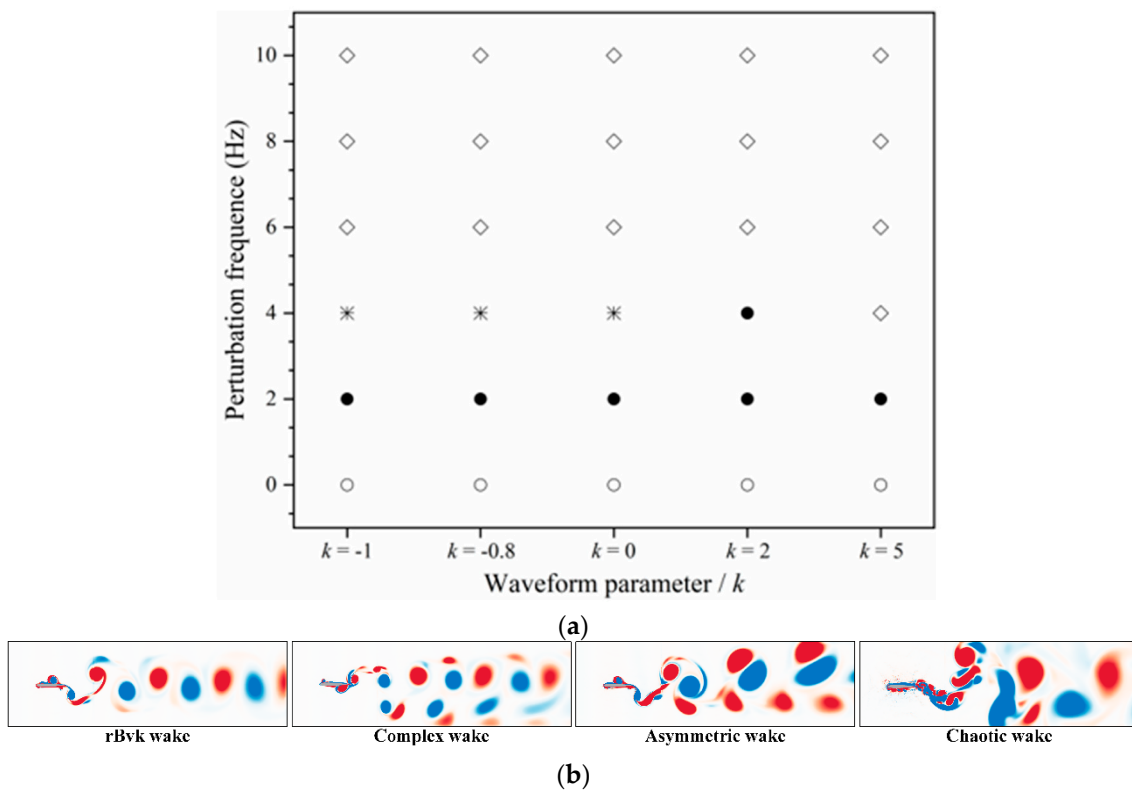 10
8
6
4
2
0
Perturbation frequence (Hz)
k = -1 k = -0.8 k = 0 k = 2 k = 5
Waveform parameter / k
(a)
rBvk wake Complex wake Asymmetric wake Chaotic wake
(b)